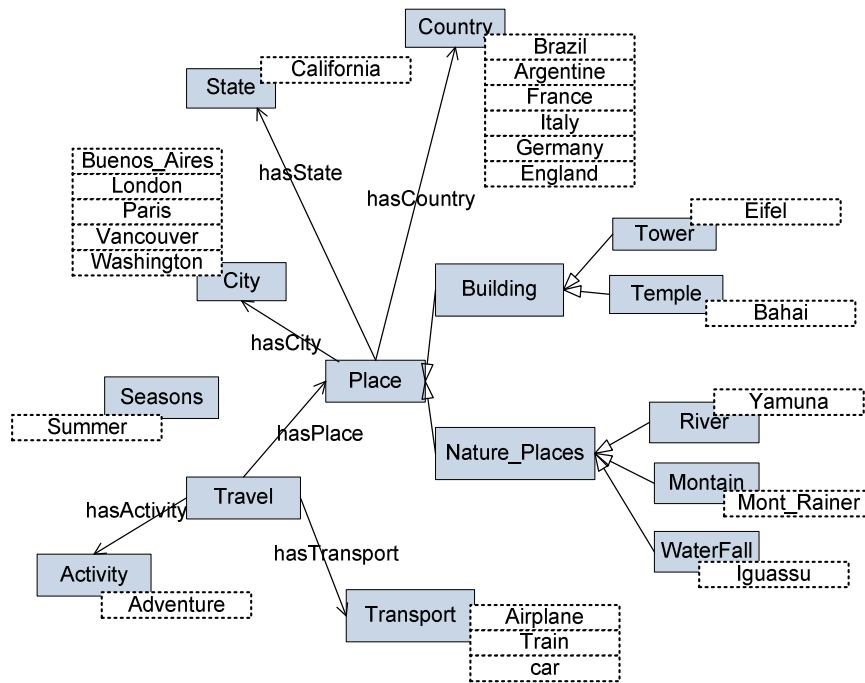 Country
Brazil
Argentine
France
Italy
Germany
England
California
State
hasState
hasCountry
Buenos_Aires
London
Paris
Vancouver
Washington
City
hasCity
Eifel
Tower
Building
Temple
Bahai
Place
Seasons
Summer
hasPlace
Yamuna
River
Nature_Places
Montain
Mont_Rainer
WaterFall
Iguassu
Travel
hasActivity
hasTransport
Activity
Adventure
Transport
Airplane
Train
car